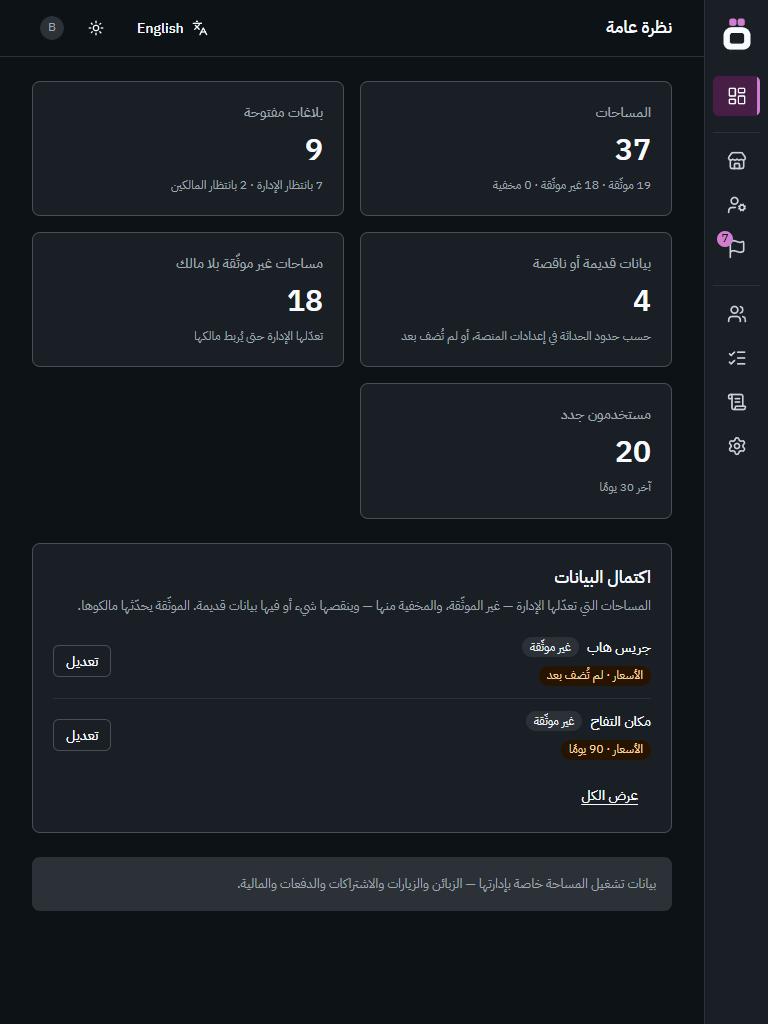 نظرة عامة
English
B
7
المساحات
37
19 موثّقة · 18 غير موثّقة · 0 مخفية
بلاغات مفتوحة
9
7 بانتظار الإدارة · 2 بانتظار المالكين
بيانات قديمة أو ناقصة
4
حسب حدود الحداثة في إعدادات المنصة، أو لم تُضف بعد
مساحات غير موثّقة بلا مالك
18
تعدّلها الإدارة حتى يُربط مالكها
مستخدمون جدد
20
آخر 30 يومًا
اكتمال البيانات
المساحات التي تعدّلها الإدارة — غير الموثّقة، والمخفية منها — وينقصها شيء أو فيها بيانات قديمة. الموثّقة يحدّثها مالكوها.
جريس هاب
غير موثّقة
الأسعار · لم تُضف بعد
تعديل
مكان التفاح
غير موثّقة
الأسعار · 90 يومًا
تعديل
عرض الكل
بيانات تشغيل المساحة خاصة بإدارتها — الزبائن والزيارات والاشتراكات والدفعات والمالية.